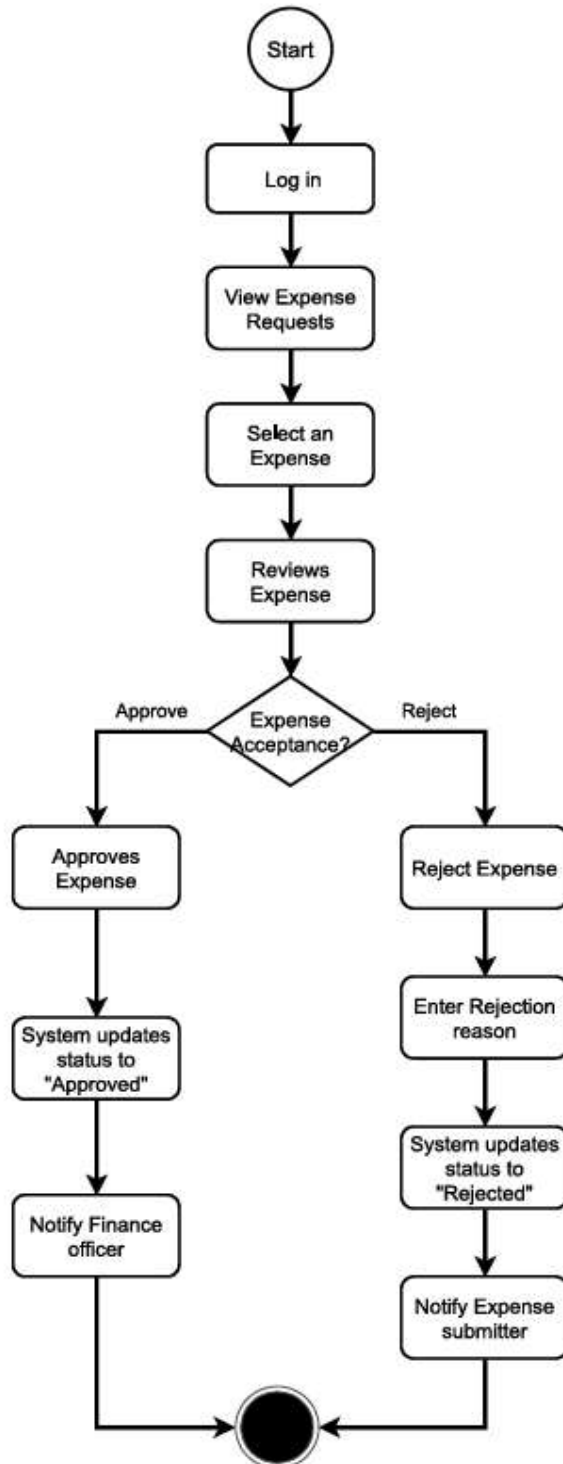 Start
Log in
View Expense
Requests
Select an
Expense
Reviews
Expense
Approve
Expense
Acceptance?
Reject
Approves
Expense
System updates
status to
"Approved"
Notify Finance
officer
Reject Expense
Enter Rejection
reason
System updates
status to
"Rejected"
Notify Expense
submitter